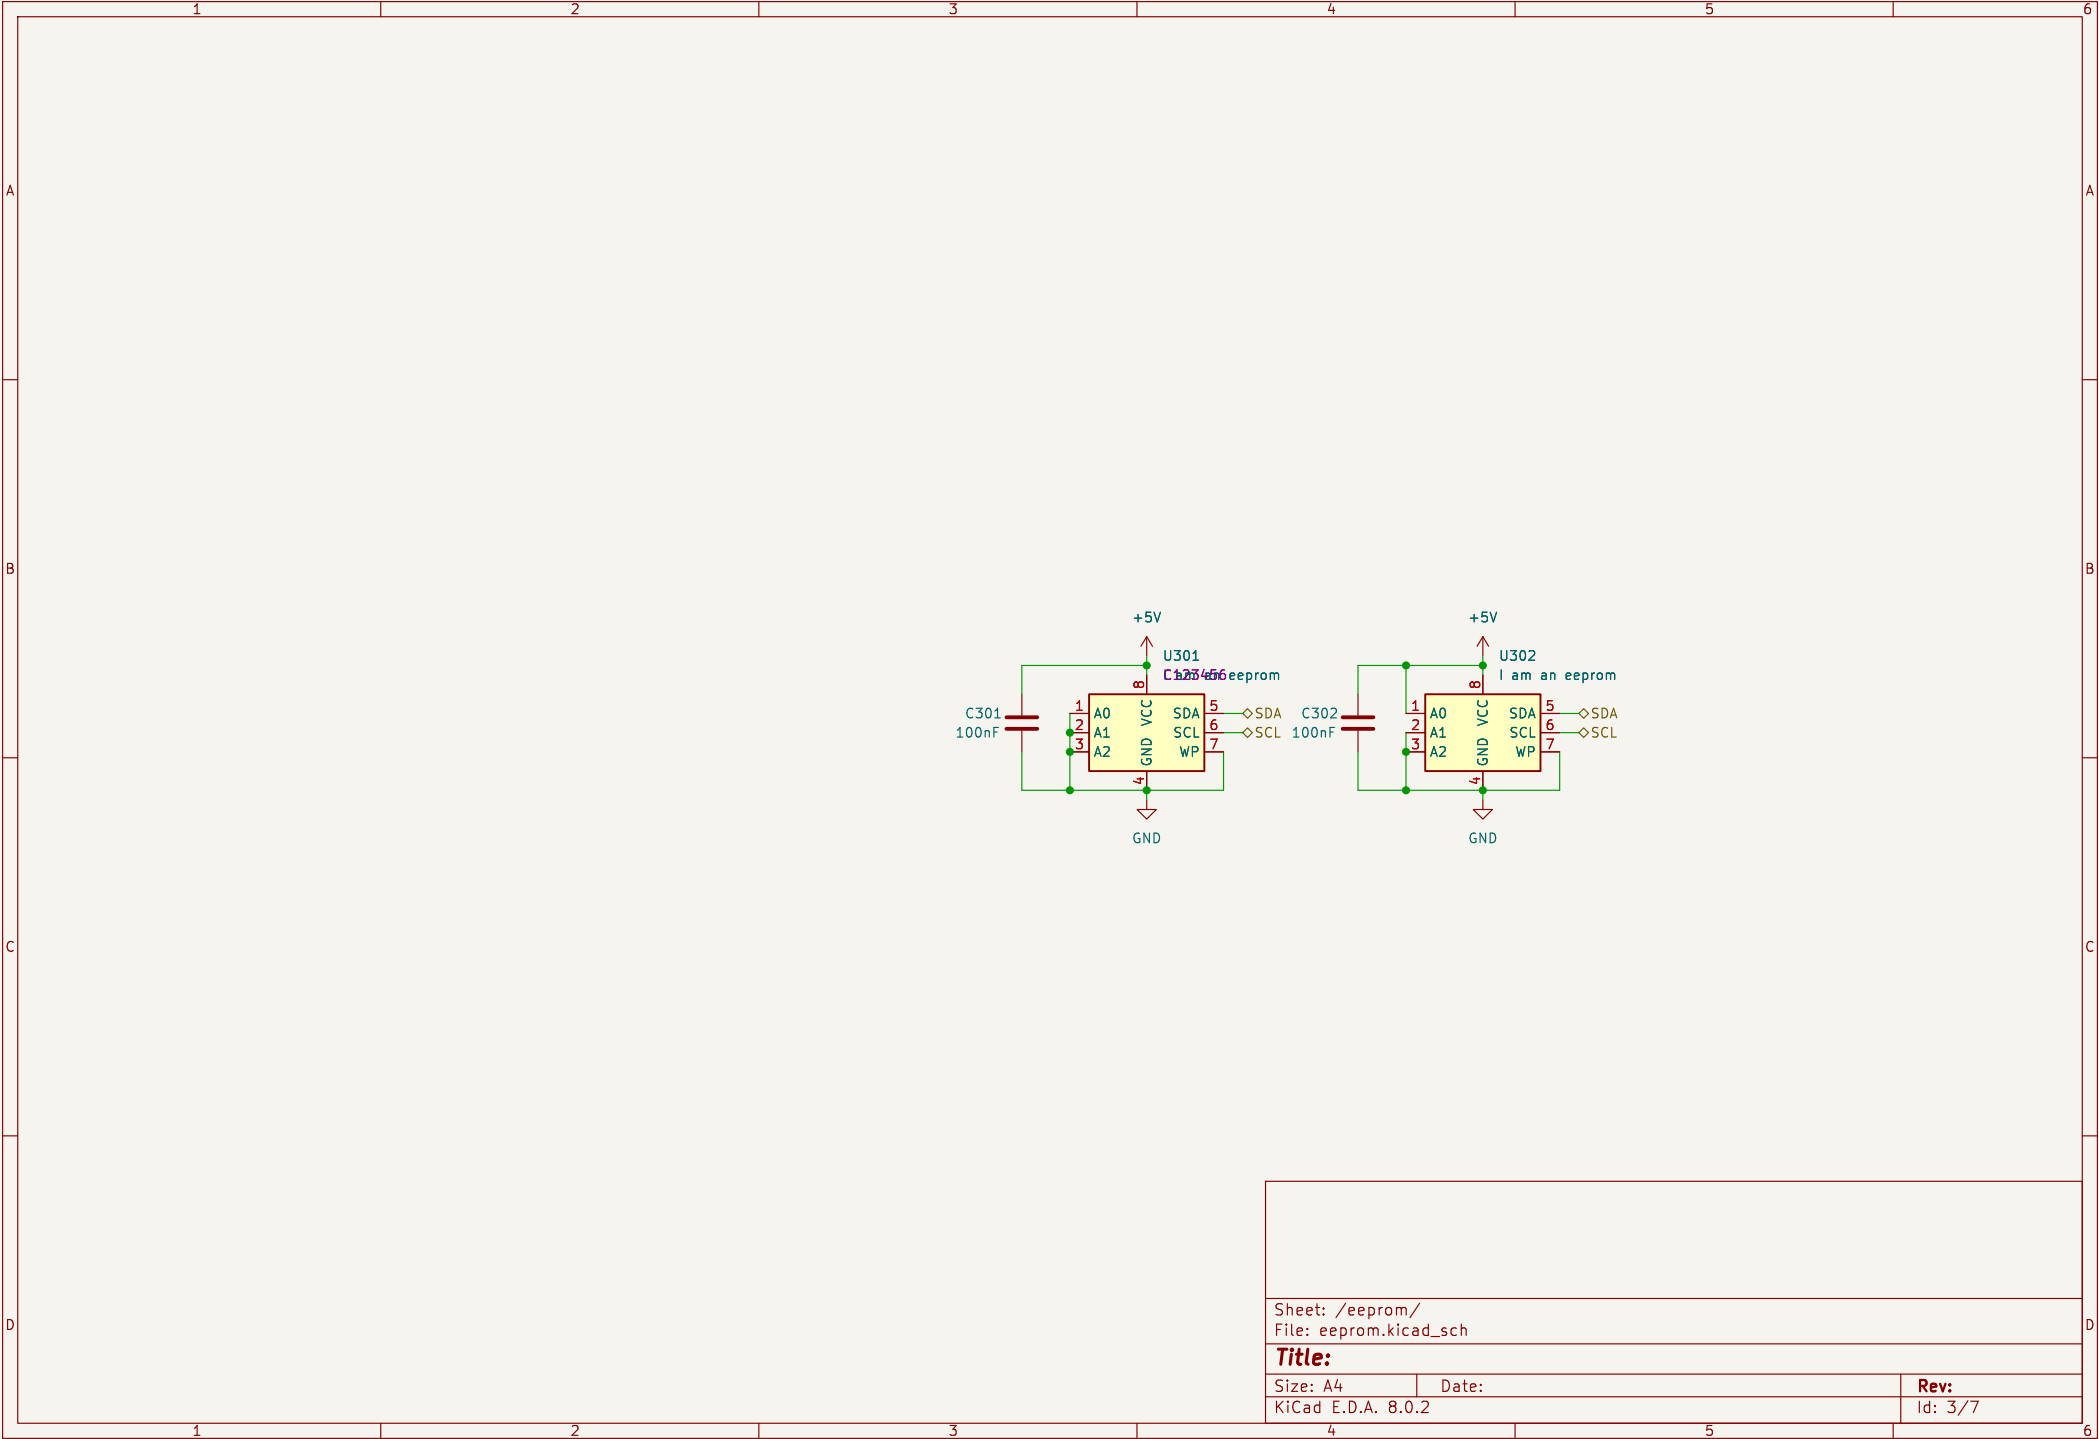 1 2 3 4 5 6
A A
B B
+5V +5V
U301 U302
C123456 I am an eeprom I am an eeprom
8 VCC 8 VCC
C301 1 A0 SDA 5 SDA C302 1 A0 SDA 5 SDA
100nF 2 A1 SCL 6 SCL 100nF 2 A1 SCL 6 SCL
3 A2 WP 7 3 A2 WP 7
GND 4 GND 4
GND GND
C C
Sheet: /eeprom/
File: eeprom.kicad_sch
D D
Title:
Size: A4 Date: Rev:
KiCad E.D.A. 8.0.2 Id: 3/7
1 2 3 4 5 6